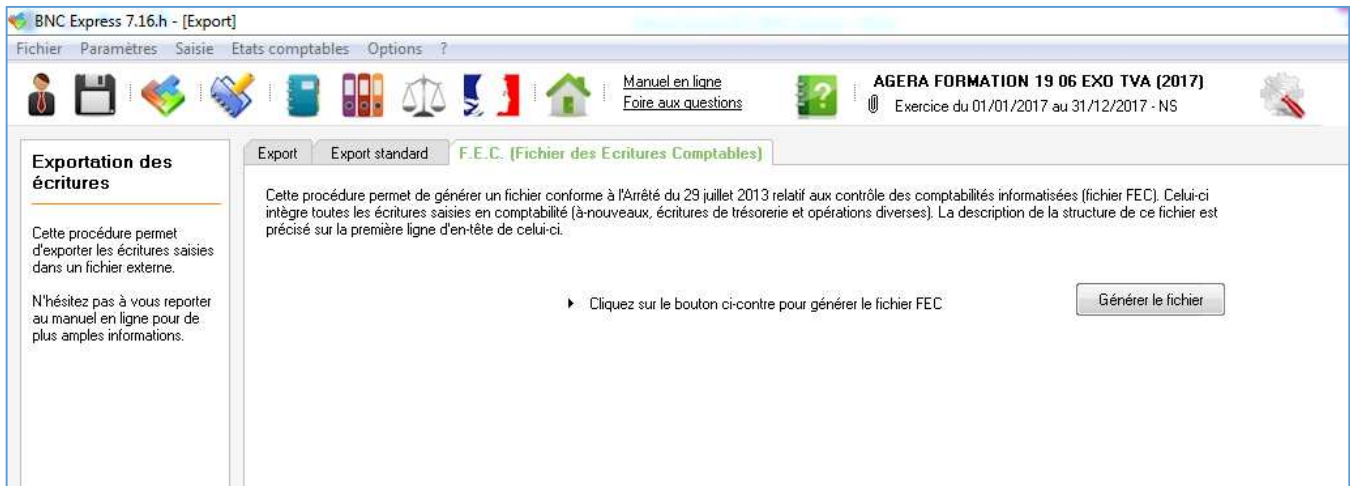 BNC Express 7.16.h - [Export]
Fichier Paramètres Saisie Etats comptables Options ?
Manuel en ligne
Foire aux questions
?
AGERA FORMATION 19 06 EXO TVA (2017)
Exercice du 01/01/2017 au 31/12/2017 - NS
Exportation des
écritures
Cette procédure permet
d'exporter les écritures saisies
dans un fichier externe.
N'hésitez pas à vous reporter
au manuel en ligne pour de
plus amples informations.
Export Export standard F.E.C. (Fichier des Ecritures Comptables)
Cette procédure permet de générer un fichier conforme à l'Arrêté du 29 juillet 2013 relatif aux contrôle des comptabilités informatisées (fichier FEC). Celui-ci
intègre toutes les écritures saisies en comptabilité (à-nouveaux, écritures de trésorerie et opérations diverses). La description de la structure de ce fichier est
précisé sur la première ligne d'en-tête de celui-ci.
Cliquez sur le bouton ci-contre pour générer le fichier FEC
Générer le fichier